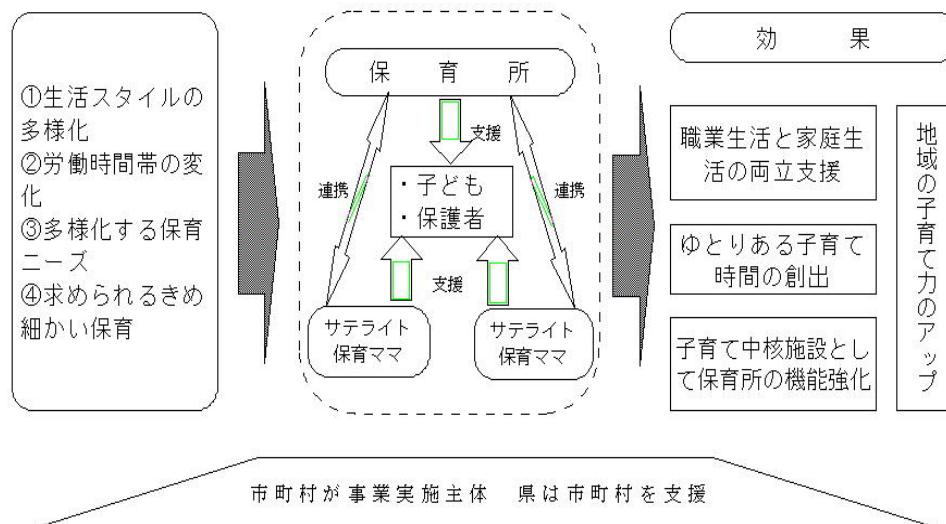 ①生活スタイルの
多様化
②労働時間帯の変
化
③多様化する保育
ニーズ
④求められるきめ
細かい保育
保　育　所
支援
連携
連携
・子ども
・保護者
支援
サテライト
保育ママ
サテライト
保育ママ
効　果
職業生活と家庭生
活の両立支援
ゆとりある子育て
時間の創出
子育て中核施設とし
て保育所の機能強化
地域の子育て力のアップ
市町村が事業実施主体　県は市町村を支援